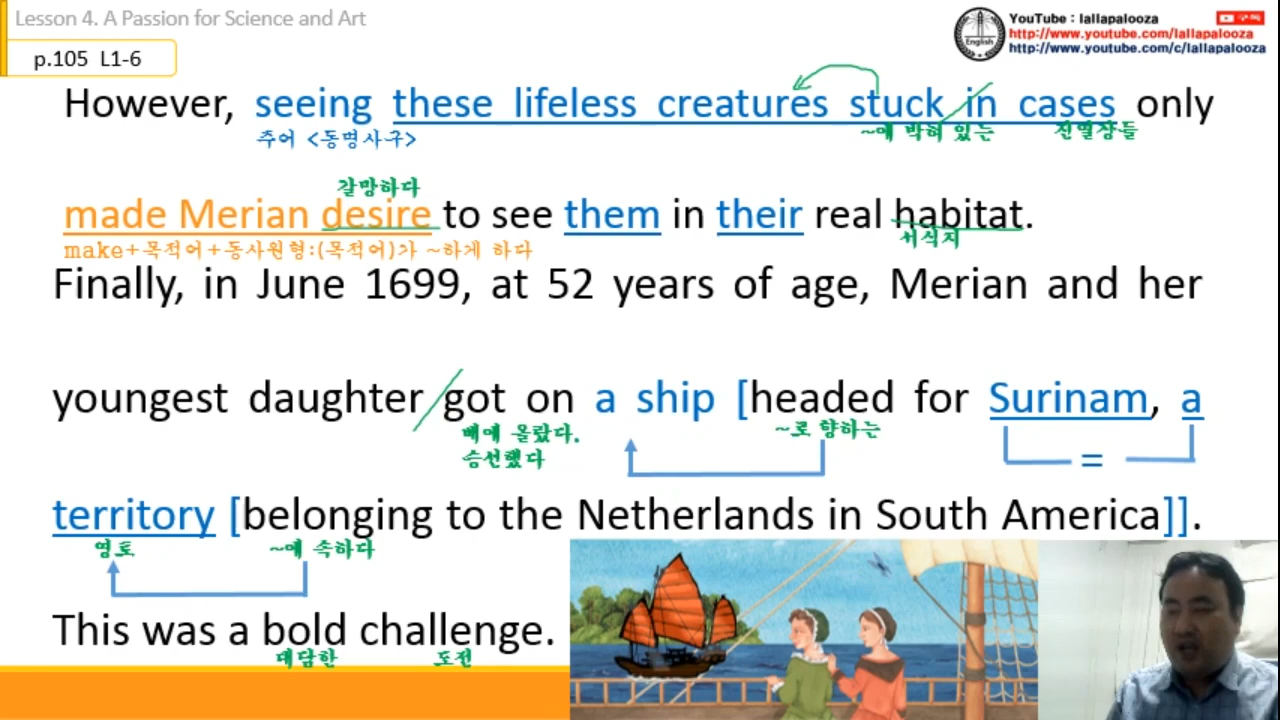 Lesson 4. A Passion for Science and Art
p.105 L1-6
YouTube : lallapalooza
구독
http://www.youtube.com/lallapalooza
http://www.youtube.com/c/lallapalooza
English
However, seeing these lifeless creatures stuck in cases only
주어 <동명사구>
~에 박혀 있는
진열장들
갈망하다
made Merian desire to see them in their real habitat.
서식지
make+목적어+동사원형:(목적어)가 ~하게 하다
Finally, in June 1699, at 52 years of age, Merian and her
youngest daughter got on a ship [headed for Surinam, a
배에 올랐다.
~로 향하는
승선했다
=
territory [belonging to the Netherlands in South America]].
영토
~에 속하다
This was a bold challenge.
대담한
도전